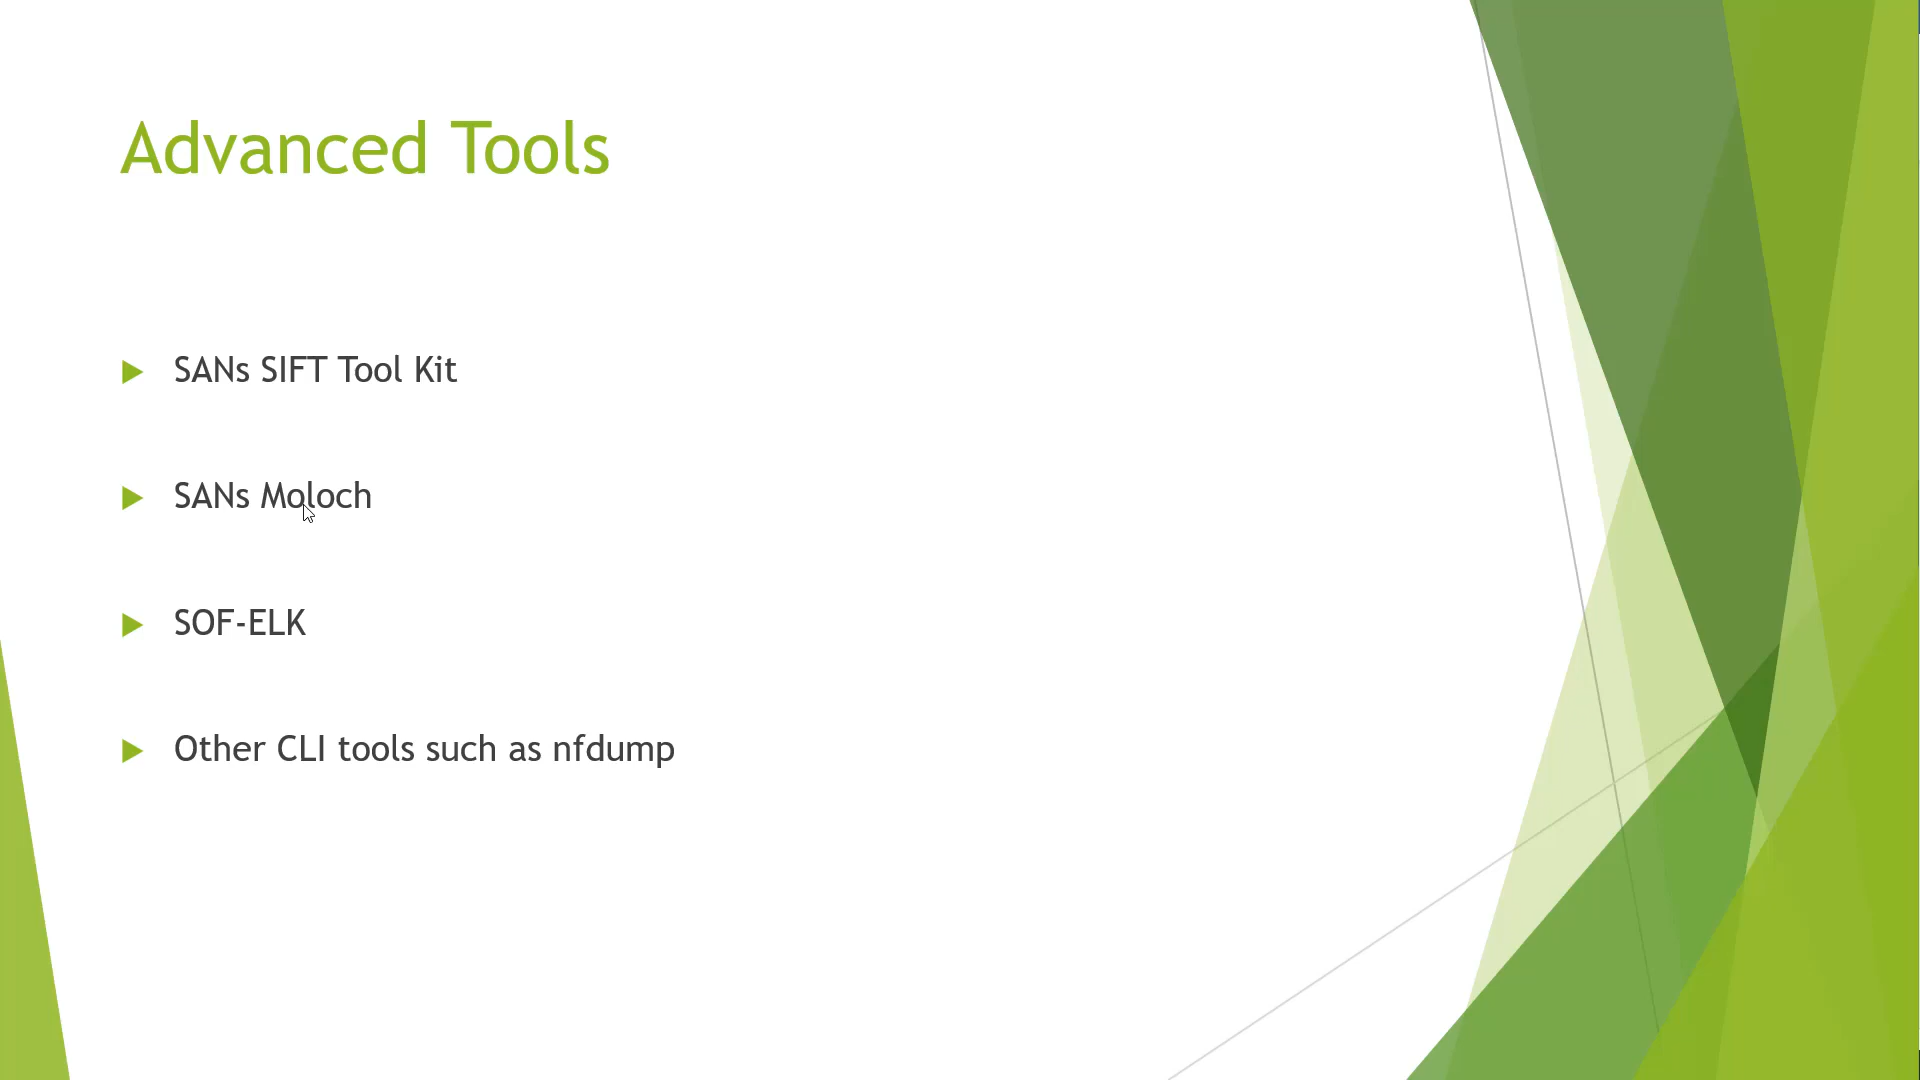 Advanced Tools
SANs SIFT Tool Kit
SANs Moloch
SOF-ELK
Other CLI tools such as nfdump